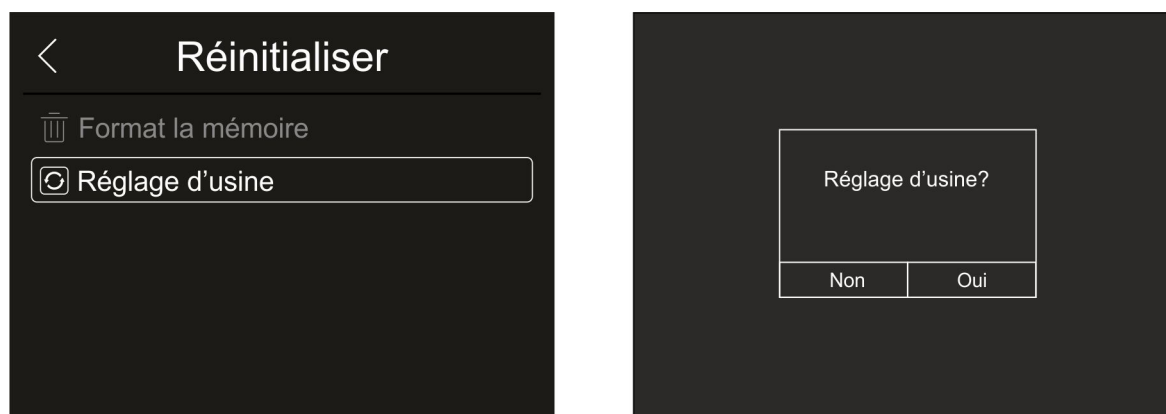 Réinitialiser
Format la mémoire
Réglage d’usine
Réglage d’usine?
Non
Oui